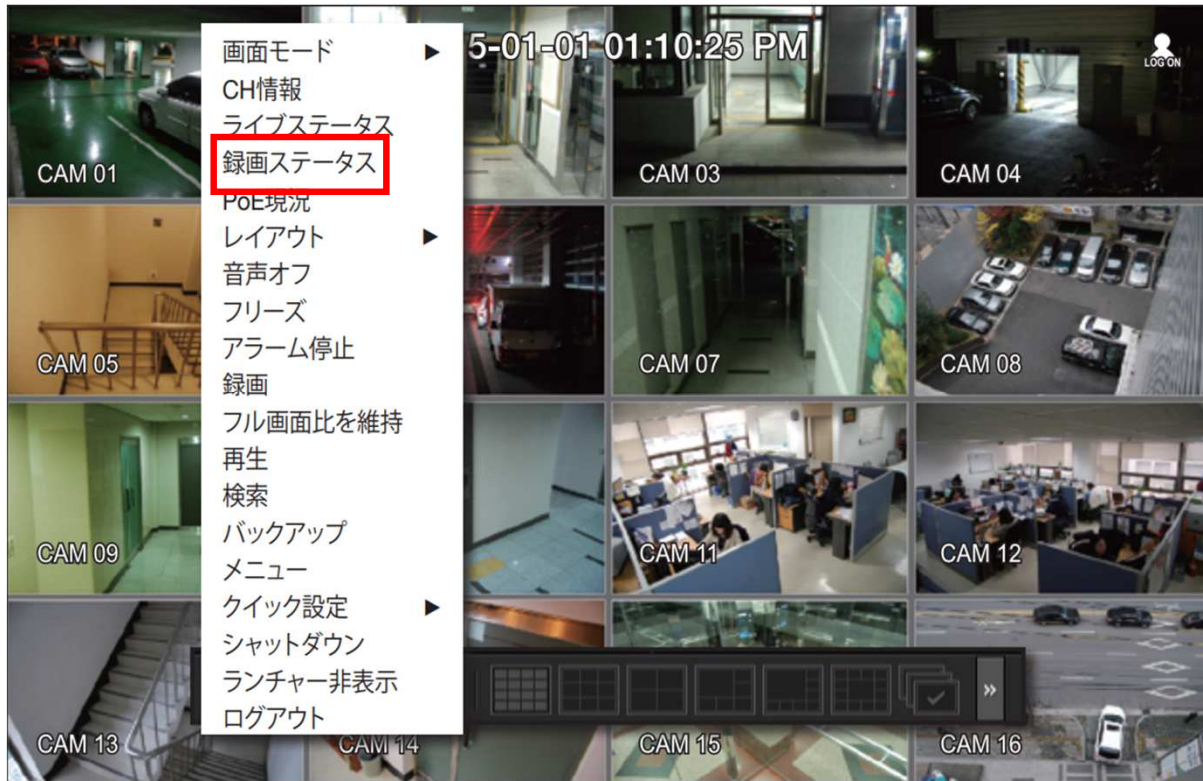 画面モード ▶
CH情報
ライブステータス
録画ステータス
PoE現況
レイアウト ▶
音声オフ
フリーズ
アラーム停止
録画
フル画面比を維持
再生
検索
バックアップ
メニュー
クイック設定 ▶
シャットダウン
ランチャー非表示
ログアウト
5-01-01 01:10:25 PM
LOG ON
CAM 01
CAM 03
CAM 04
CAM 05
CAM 07
CAM 08
CAM 09
CAM 11
CAM 12
CAM 13
CAM 14
CAM 15
CAM 16
»